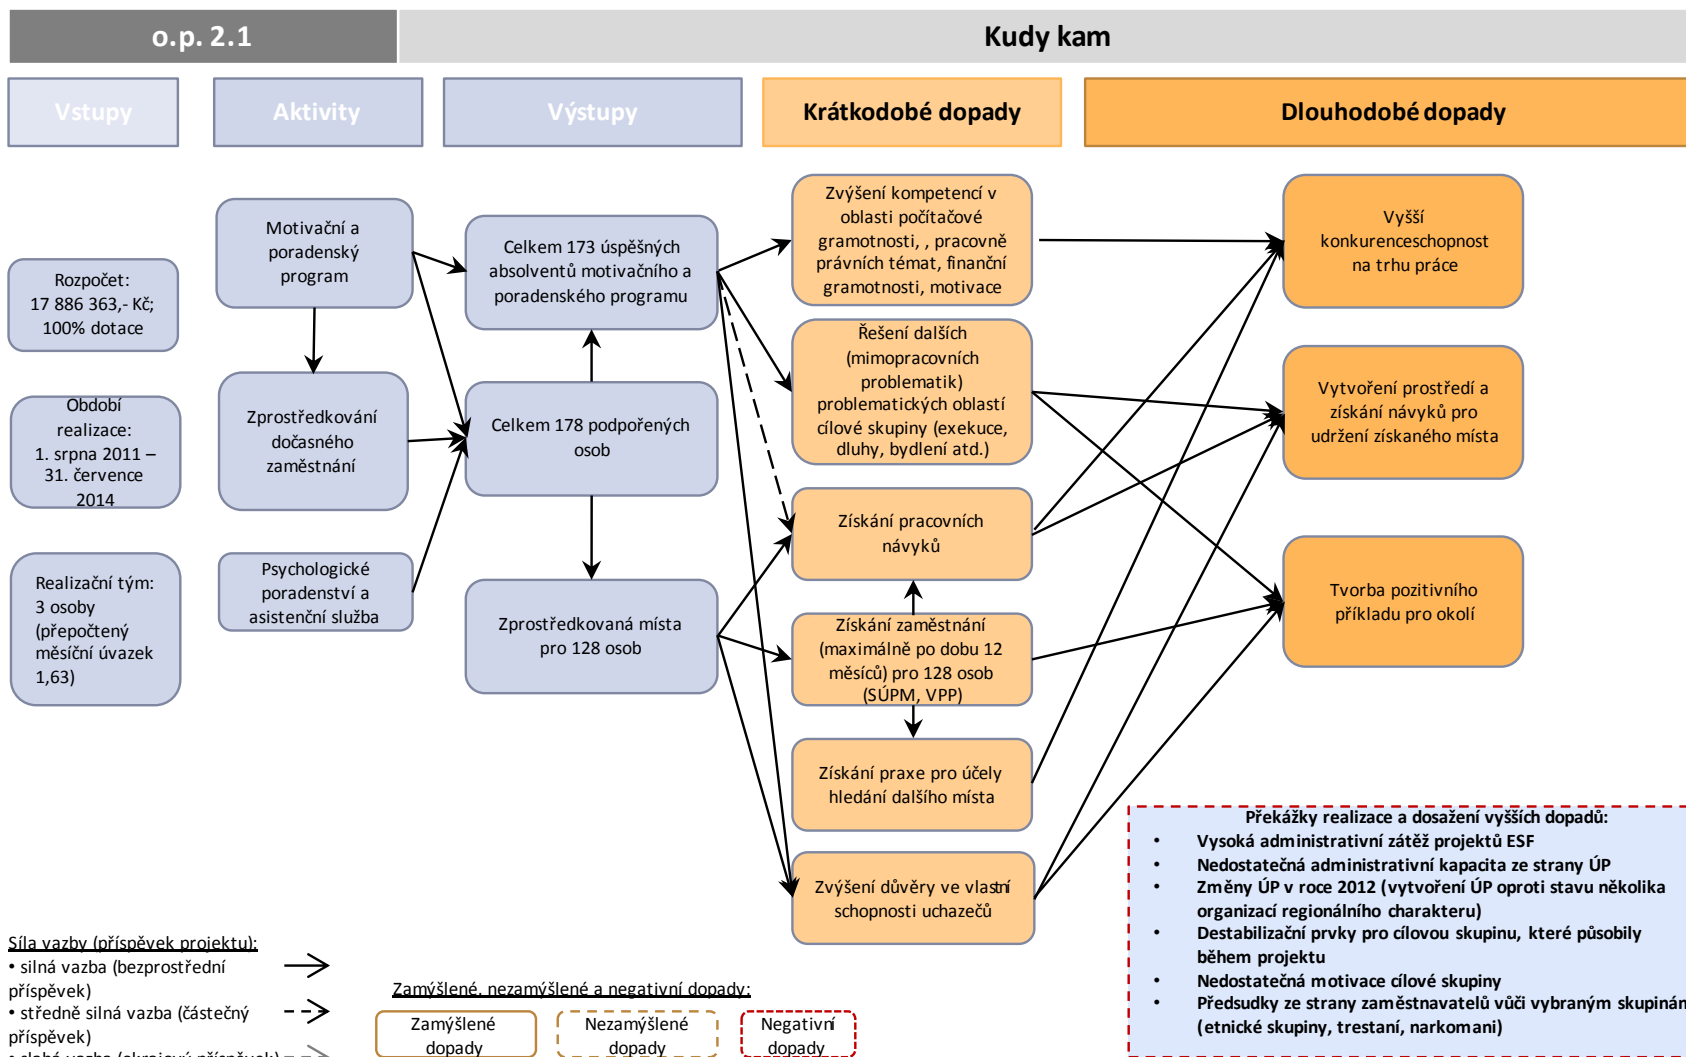 o.p. 2.1
Kudy kam
Vstupy
Aktivity
Výstupy
Krátkodobé dopady
Dlouhodobé dopady
Rozpočet:
17 886 363,- Kč;
100% dotace
Období
realizace:
1. srpna 2011 –
31. července
2014
Realizační tým:
3 osoby
(přepočtený
měsíční úvazek
1,63)
Motivační a
poradenský
program
Zprostředkování
dočasného
zaměstnání
Psychologické
poradenství a
asistenční služba
Celkem 173 úspěšných
absolventů motivačního a
poradenského programu
Celkem 178 podpořených
osob
Zprostředkovaná místa
pro 128 osob
Zvýšení kompetencí v
oblasti počítačové
gramotnosti, , pracovně
právních témat, finanční
gramotnosti, motivace
Řešení dalších
(mimopracovních
problematik)
problematických oblastí
cílové skupiny (exekuce,
dluhy, bydlení atd.)
Získání pracovních
návyků
Získání zaměstnání
(maximálně po dobu 12
měsíců) pro 128 osob
(SÚPM, VPP)
Získání praxe pro účely
hledání dalšího místa
Zvýšení důvěry ve vlastní
schopnosti uchazečů
Vyšší
konkurenceschopnost
na trhu práce
Vytvoření prostředí a
získání návyků pro
udržení získaného místa
Tvorba pozitivního
příkladu pro okolí
Překážky realizace a dosažení vyšších dopadů:
• Vysoká administrativní zátěž projektů ESF
• Nedostatečná administrativní kapacita ze strany ÚP
• Změny ÚP v roce 2012 (vytvoření ÚP oproti stavu několika
organizací regionálního charakteru)
• Destabilizační prvky pro cílovou skupinu, které působily
během projektu
• Nedostatečná motivace cílové skupiny
• Předsudky ze strany zaměstnavatelů vůči vybraným skupinám
(etnické skupiny, trestaní, narkomani)
Síla vazby (příspěvek projektu):
• silná vazba (bezprostřední
příspěvek)
• středně silná vazba (částečný
příspěvek)
• slabá vazba (okrajový příspěvek)
Zamýšlené, nezamýšlené a negativní dopady:
Zamýšlené
dopady
Nezamýšlené
dopady
Negativní
dopady